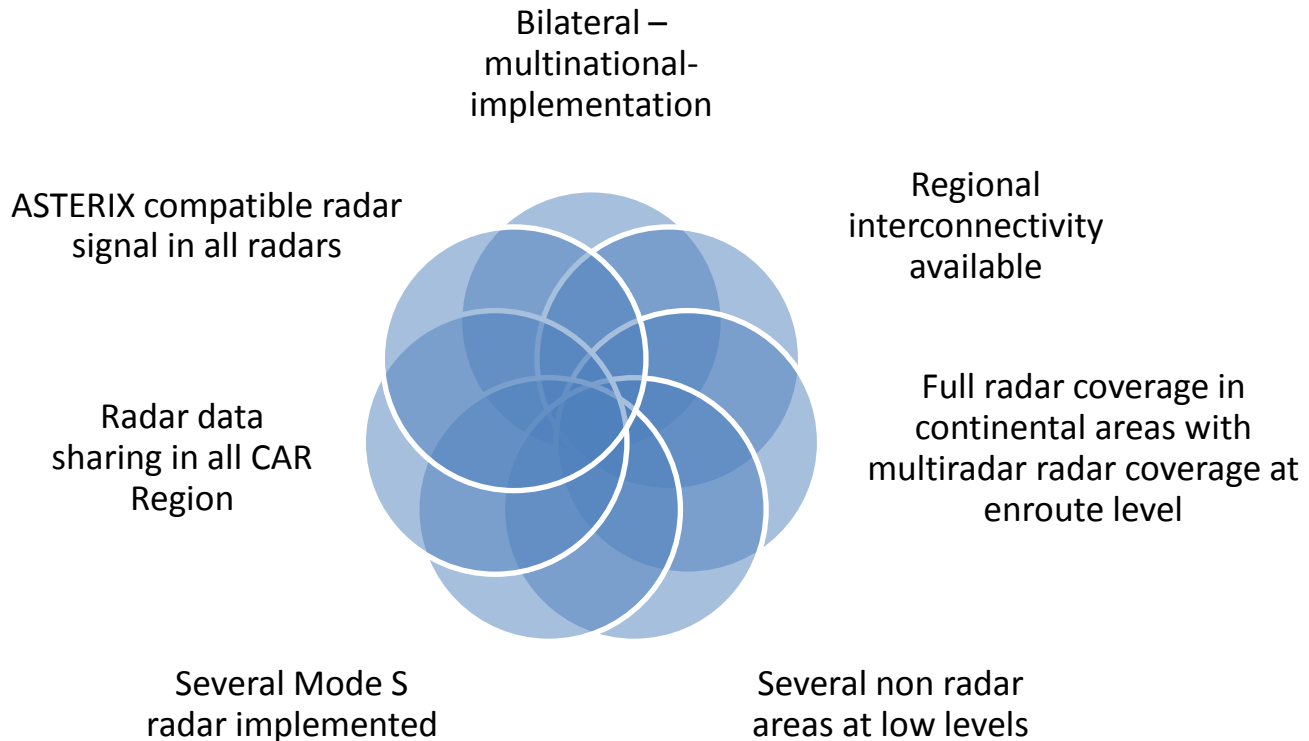 Bilateral –
multinational-
implementation
ASTERIX compatible radar
signal in all radars
Regional
interconnectivity
available
Radar data
sharing in all CAR
Region
Full radar coverage in
continental areas with
multiradar radar coverage at
enroute level
Several Mode S
radar implemented
Several non radar
areas at low levels